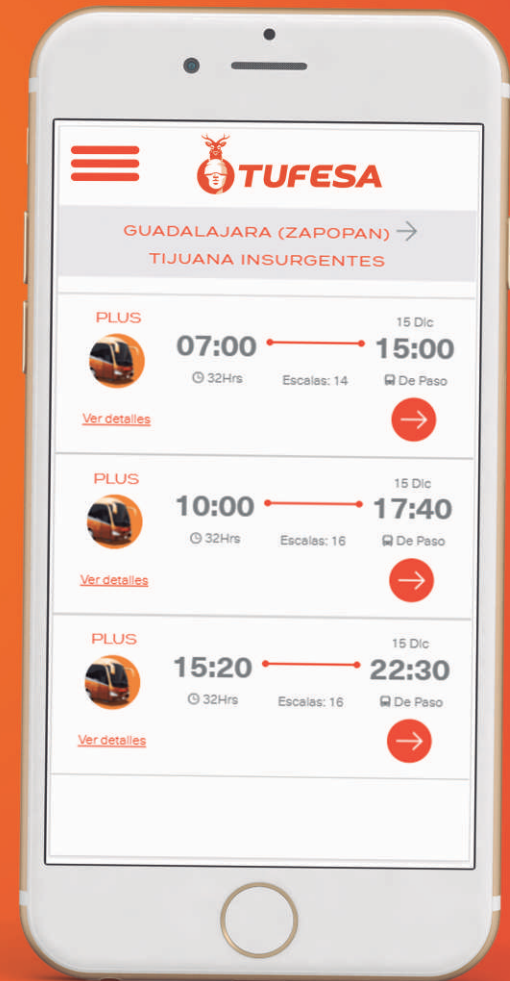 TUFESA
GUADALAJARA (ZAPOPAN) →
TIJUANA INSURGENTES
PLUS
15 Dic
07:00 15:00
32Hrs Escalas: 14 De Paso
Ver detalles
PLUS
15 Dic
10:00 17:40
32Hrs Escalas: 16 De Paso
Ver detalles
PLUS
15 Dic
15:20 22:30
32Hrs Escalas: 16 De Paso
Ver detalles